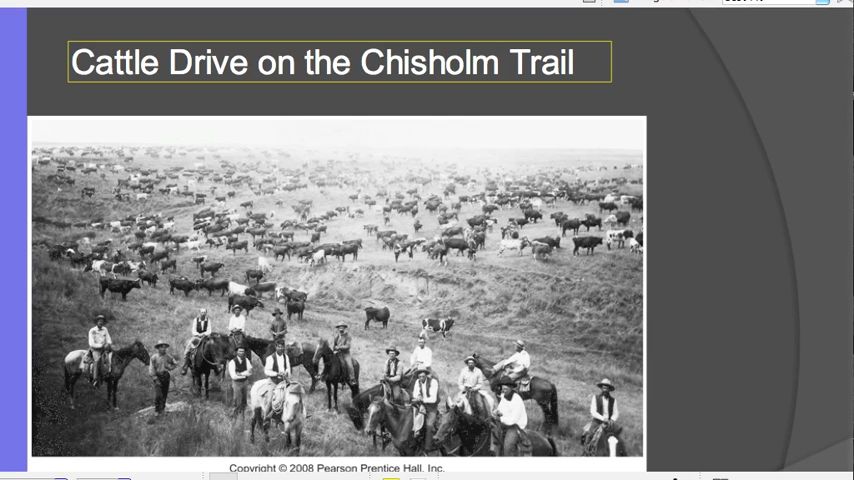 Cattle Drive on the Chisholm Trail
Copyright © 2008 Pearson Prentice Hall, Inc.